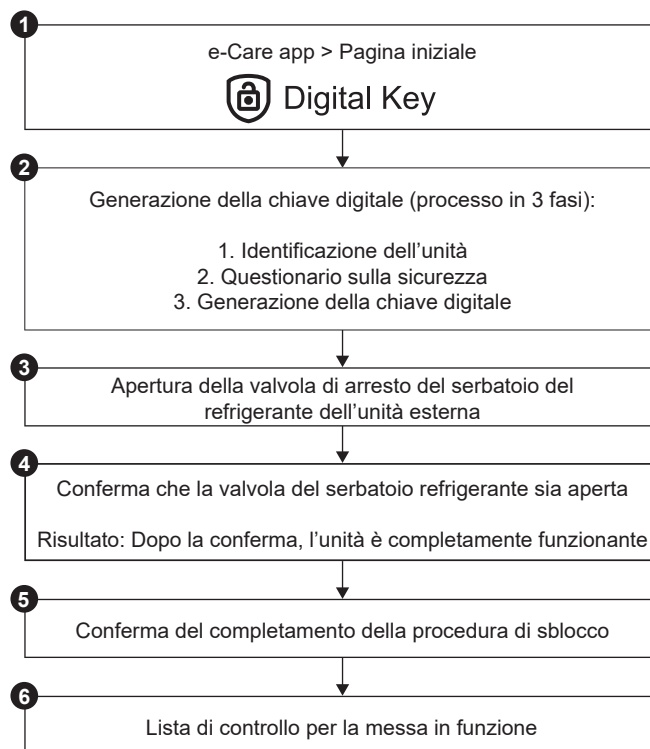 1
e-Care app > Pagina iniziale
Digital Key
2
Generazione della chiave digitale (processo in 3 fasi):
1. Identificazione dell’unità
2. Questionario sulla sicurezza
3. Generazione della chiave digitale
3
Apertura della valvola di arresto del serbatoio del
refrigerante dell’unità esterna
4
Conferma che la valvola del serbatoio refrigerante sia aperta
Risultato: Dopo la conferma, l’unità è completamente funzionante
5
Conferma del completamento della procedura di sblocco
6
Lista di controllo per la messa in funzione